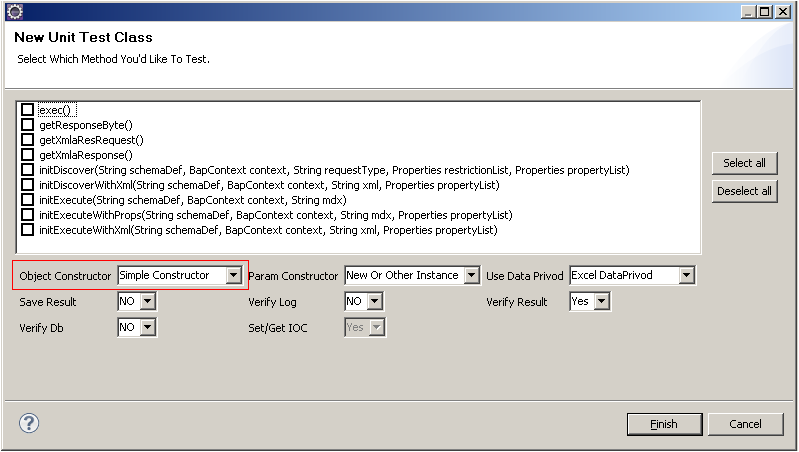 New Unit Test Class
Select Which Method You'd Like To Test.
exec()
getResponseByte()
getXmlaResRequest()
getXmlaResponse()
initDiscover(String schemaDef, BapContext context, String requestType, Properties restrictionList, Properties propertyList)
initDiscoverWithXml(String schemaDef, BapContext context, String xml, Properties propertyList)
initExecute(String schemaDef, BapContext context, String mdx)
initExecuteWithProps(String schemaDef, BapContext context, String mdx, Properties propertyList)
initExecuteWithXml(String schemaDef, BapContext context, String xml, Properties propertyList)
Select all
Deselect all
Object Constructor Simple Constructor Param Constructor New Or Other Instance Use Data Privod Excel DataPrivod
Save Result NO Verify Log NO Verify Result Yes
Verify Db NO Set/Get IOC Yes
? Finish Cancel